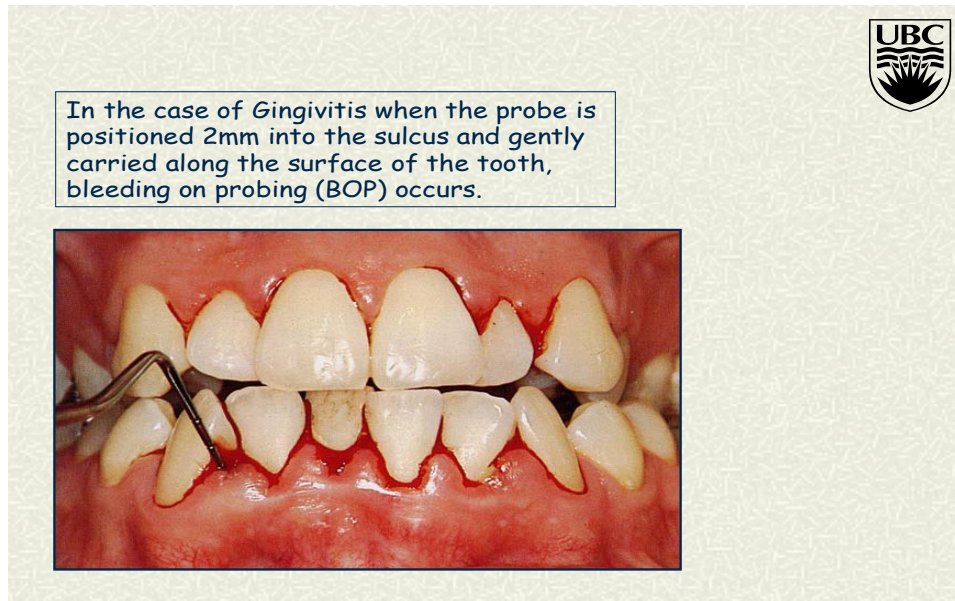 UBC
In the case of Gingivitis when the probe is
positioned 2mm into the sulcus and gently
carried along the surface of the tooth,
bleeding on probing (BOP) occurs.